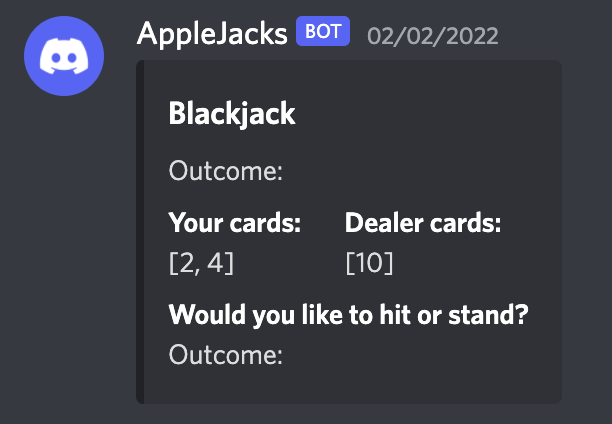 AppleJacks BOT 02/02/2022
Blackjack
Outcome:
Your cards: Dealer cards:
[2, 4] [10]
Would you like to hit or stand?
Outcome: